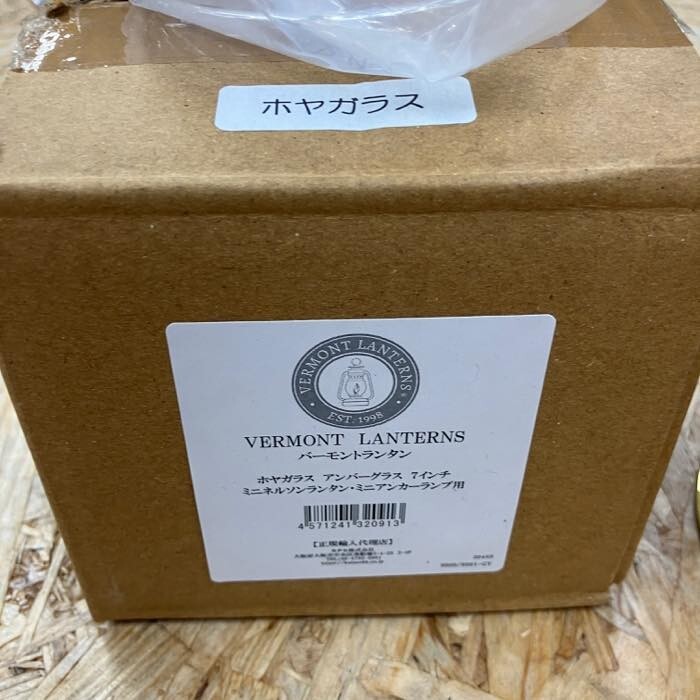 ホヤガラス
VERMONT LANTERNS®
EST. 1998
VERMONT LANTERNS
バーモントランタン
ホヤガラス アンバーグラス 7インチ
ミニネルソンランタン・ミニアンカーランプ用
4 571241 320913
【正規輸入代理店】